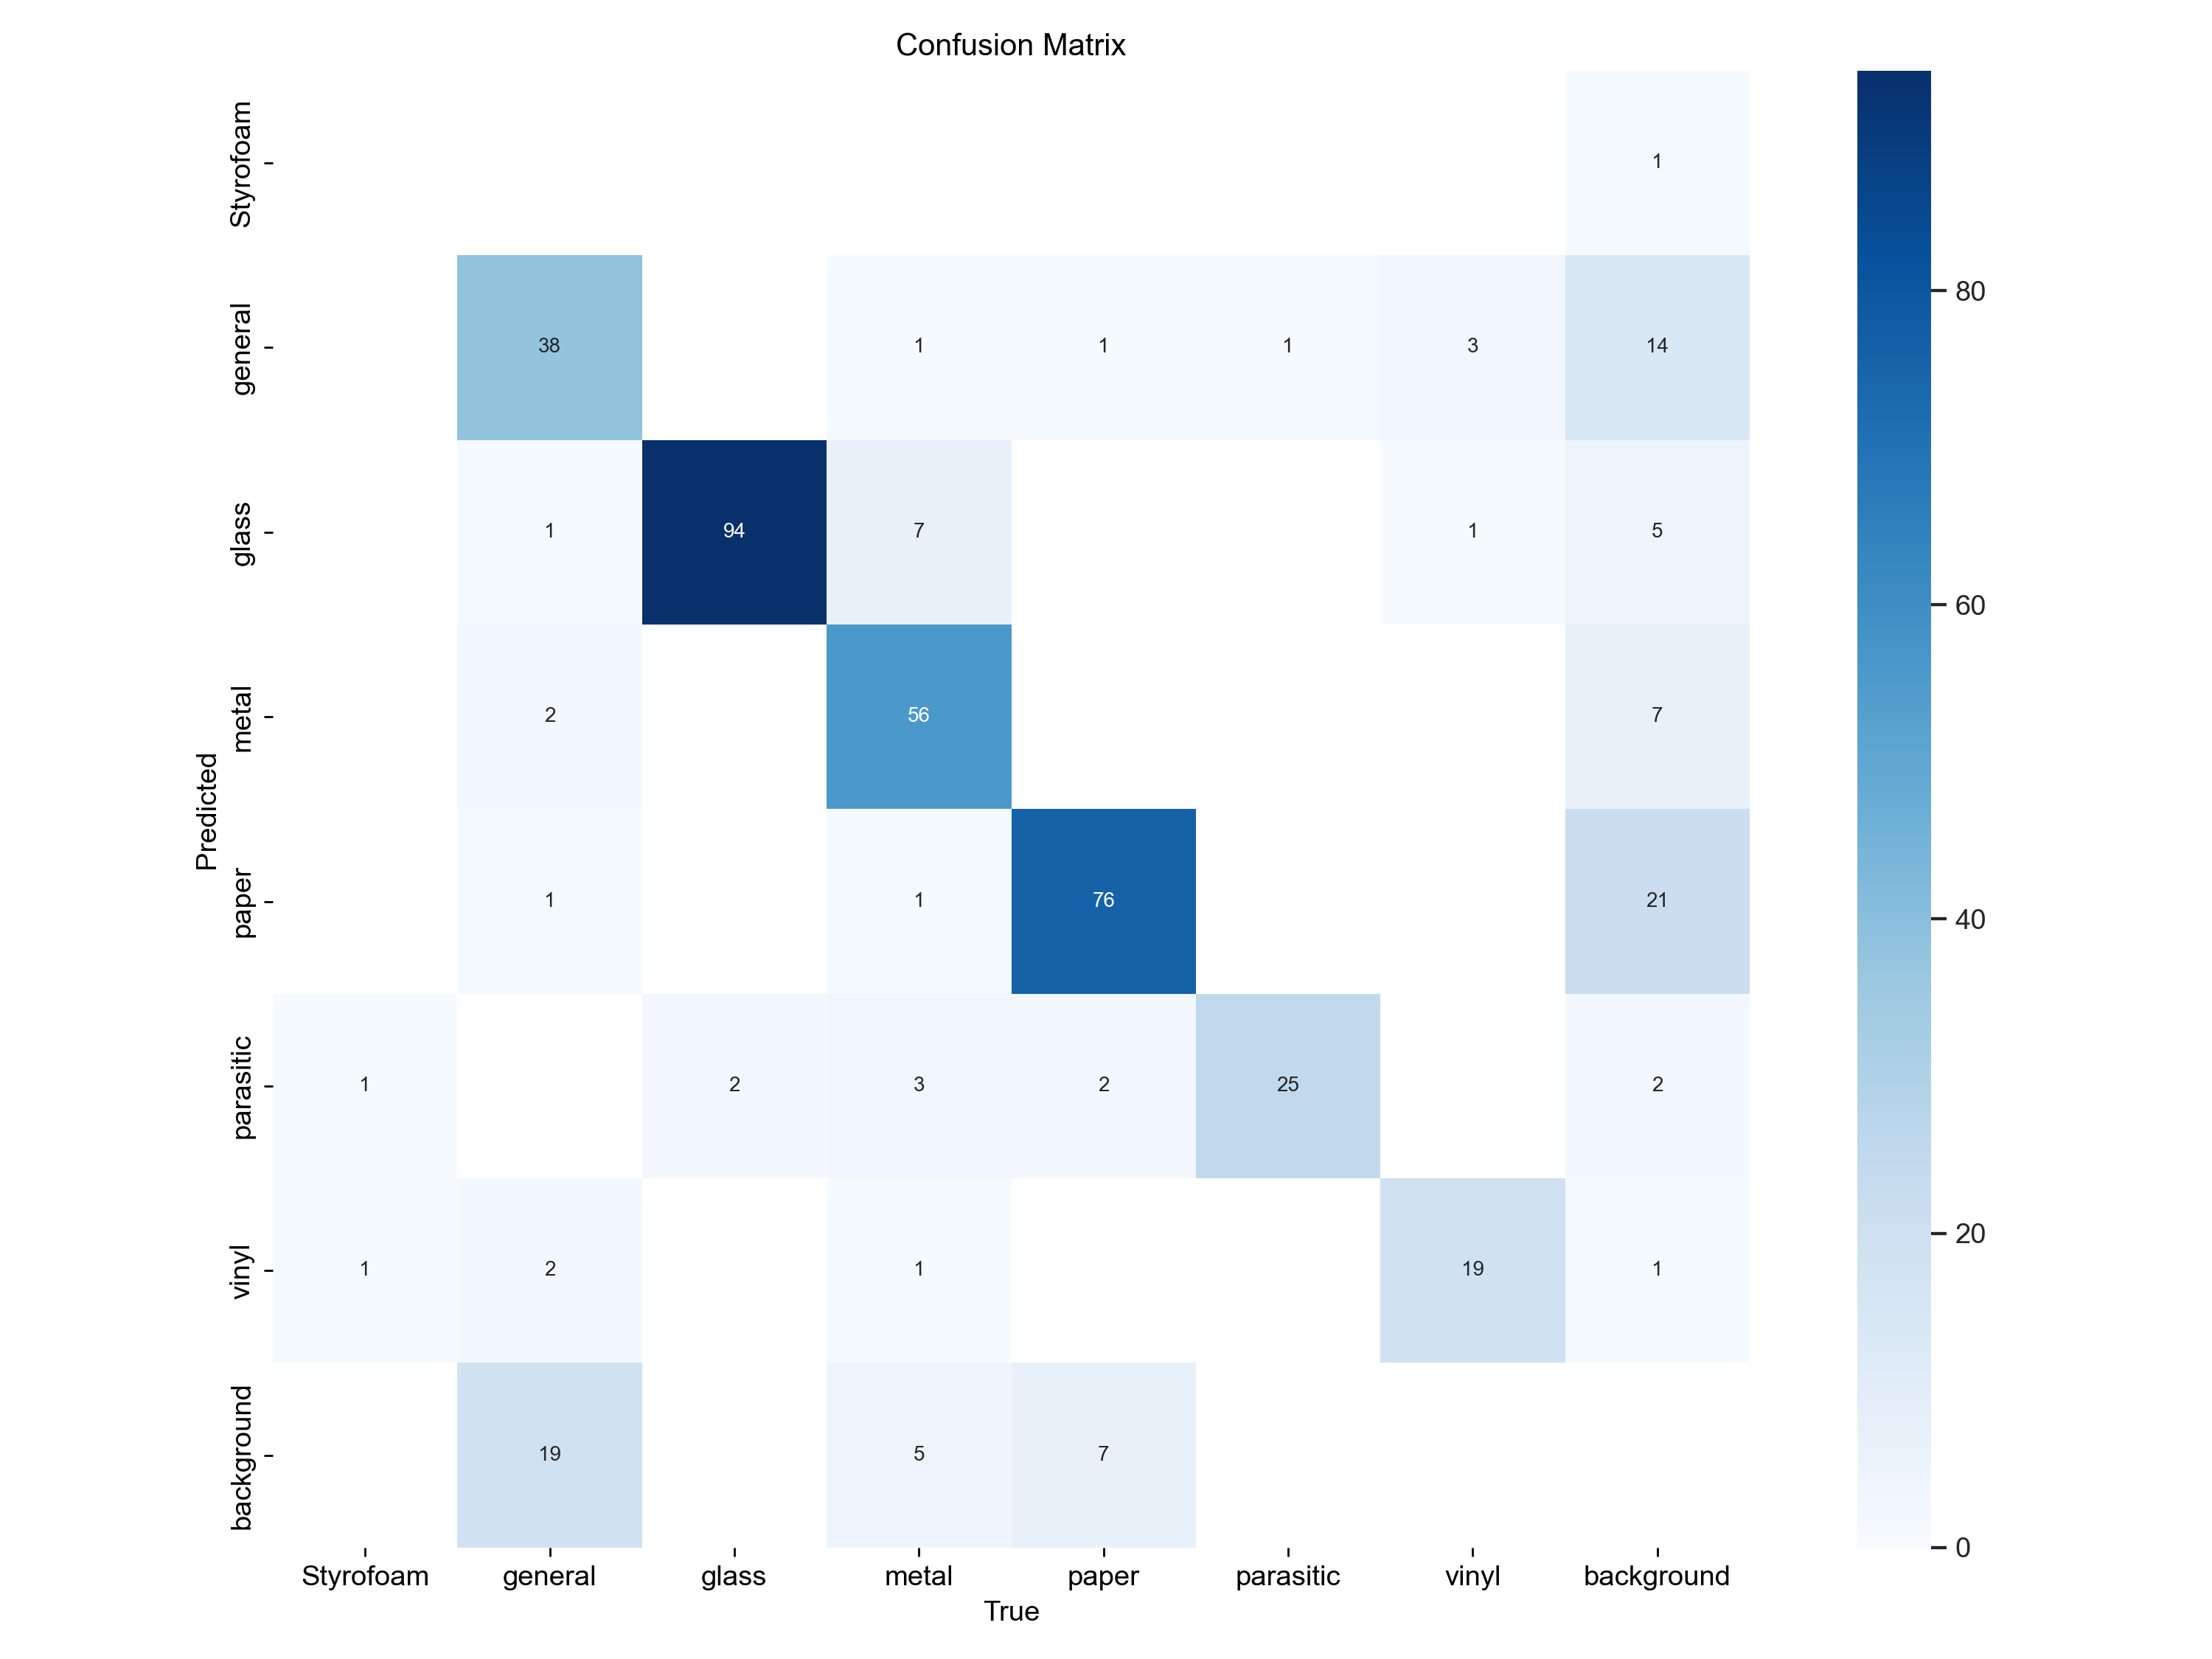 Confusion Matrix
Styrofoam
1
general
38 1 1 1 3 14
glass
1 94 7 1 5
metal
2 56 7
paper
1 1 76 21
parasitic
1 2 3 2 25 2
vinyl
1 2 1 19 1
background
19 5 7
Predicted
Styrofoam general glass metal paper parasitic vinyl background
True
80
60
40
20
0